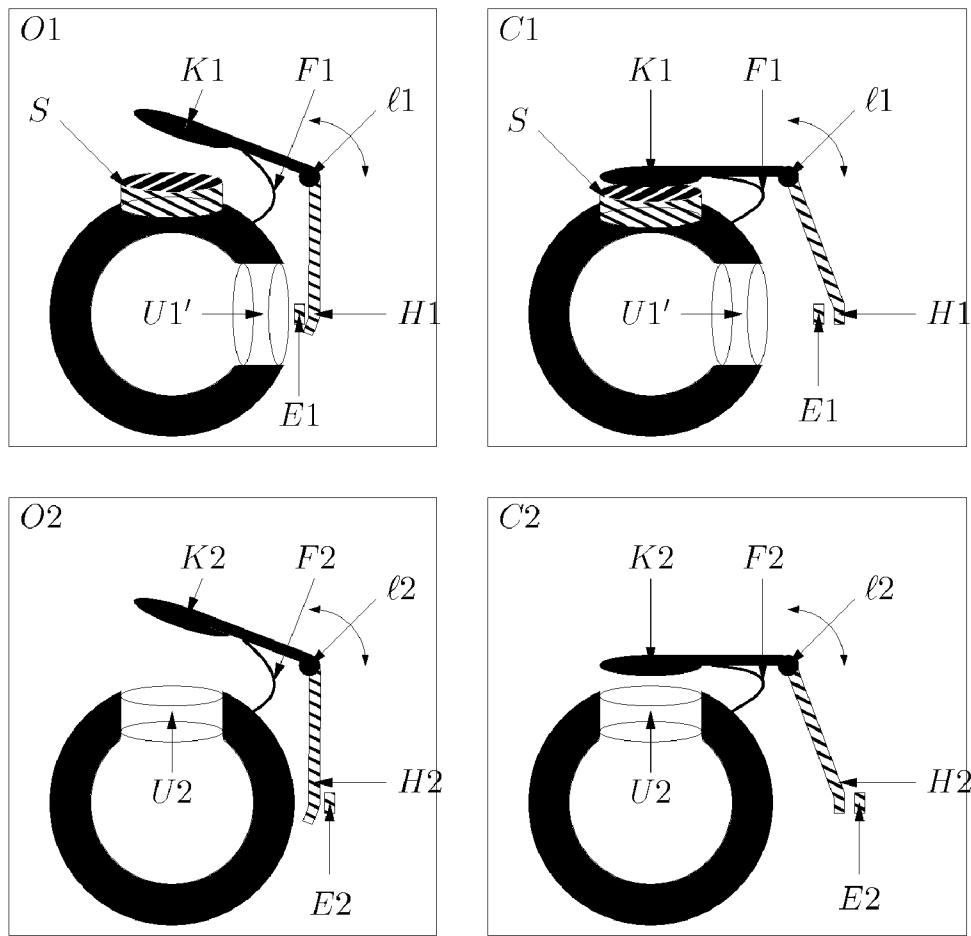 O1
K1 F1
ℓ1
S
U1′ H1
E1
C1
K1 F1
ℓ1
S
U1′ H1
E1
O2
K2 F2
ℓ2
U2 H2
E2
C2
K2 F2
ℓ2
U2 H2
E2